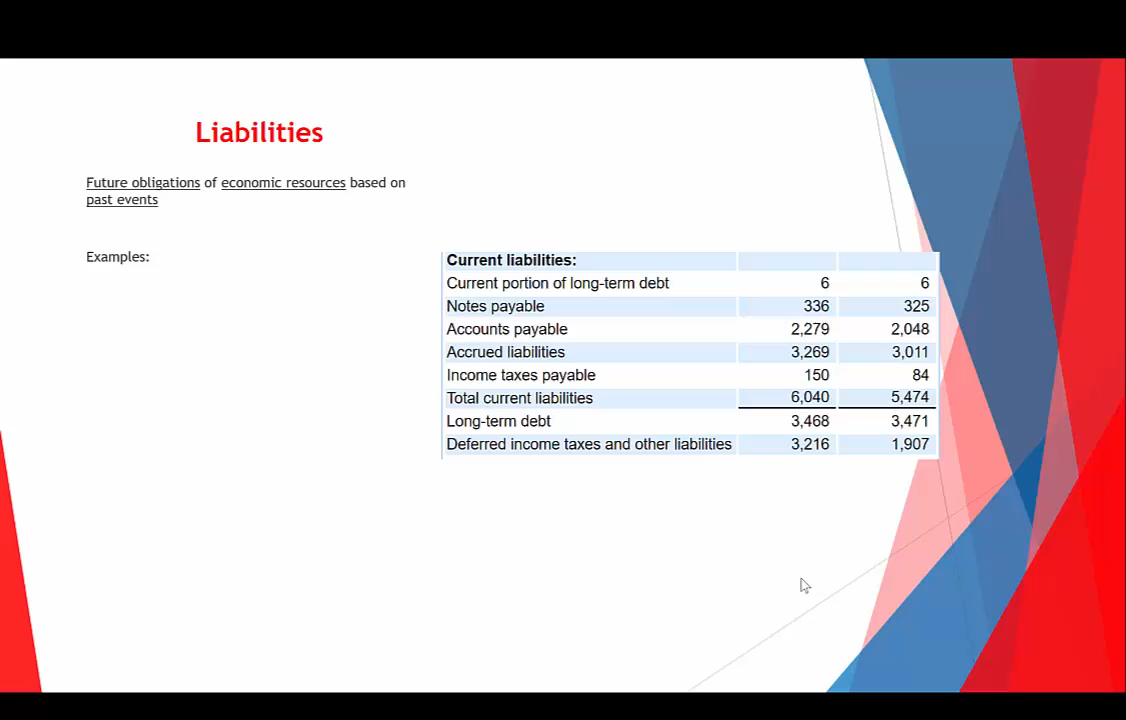 Liabilities
Future obligations of economic resources based on
past events
Examples:
Current liabilities:
Current portion of long-term debt 6 6
Notes payable 336 325
Accounts payable 2,279 2,048
Accrued liabilities 3,269 3,011
Income taxes payable 150 84
Total current liabilities 6,040 5,474
Long-term debt 3,468 3,471
Deferred income taxes and other liabilities 3,216 1,907